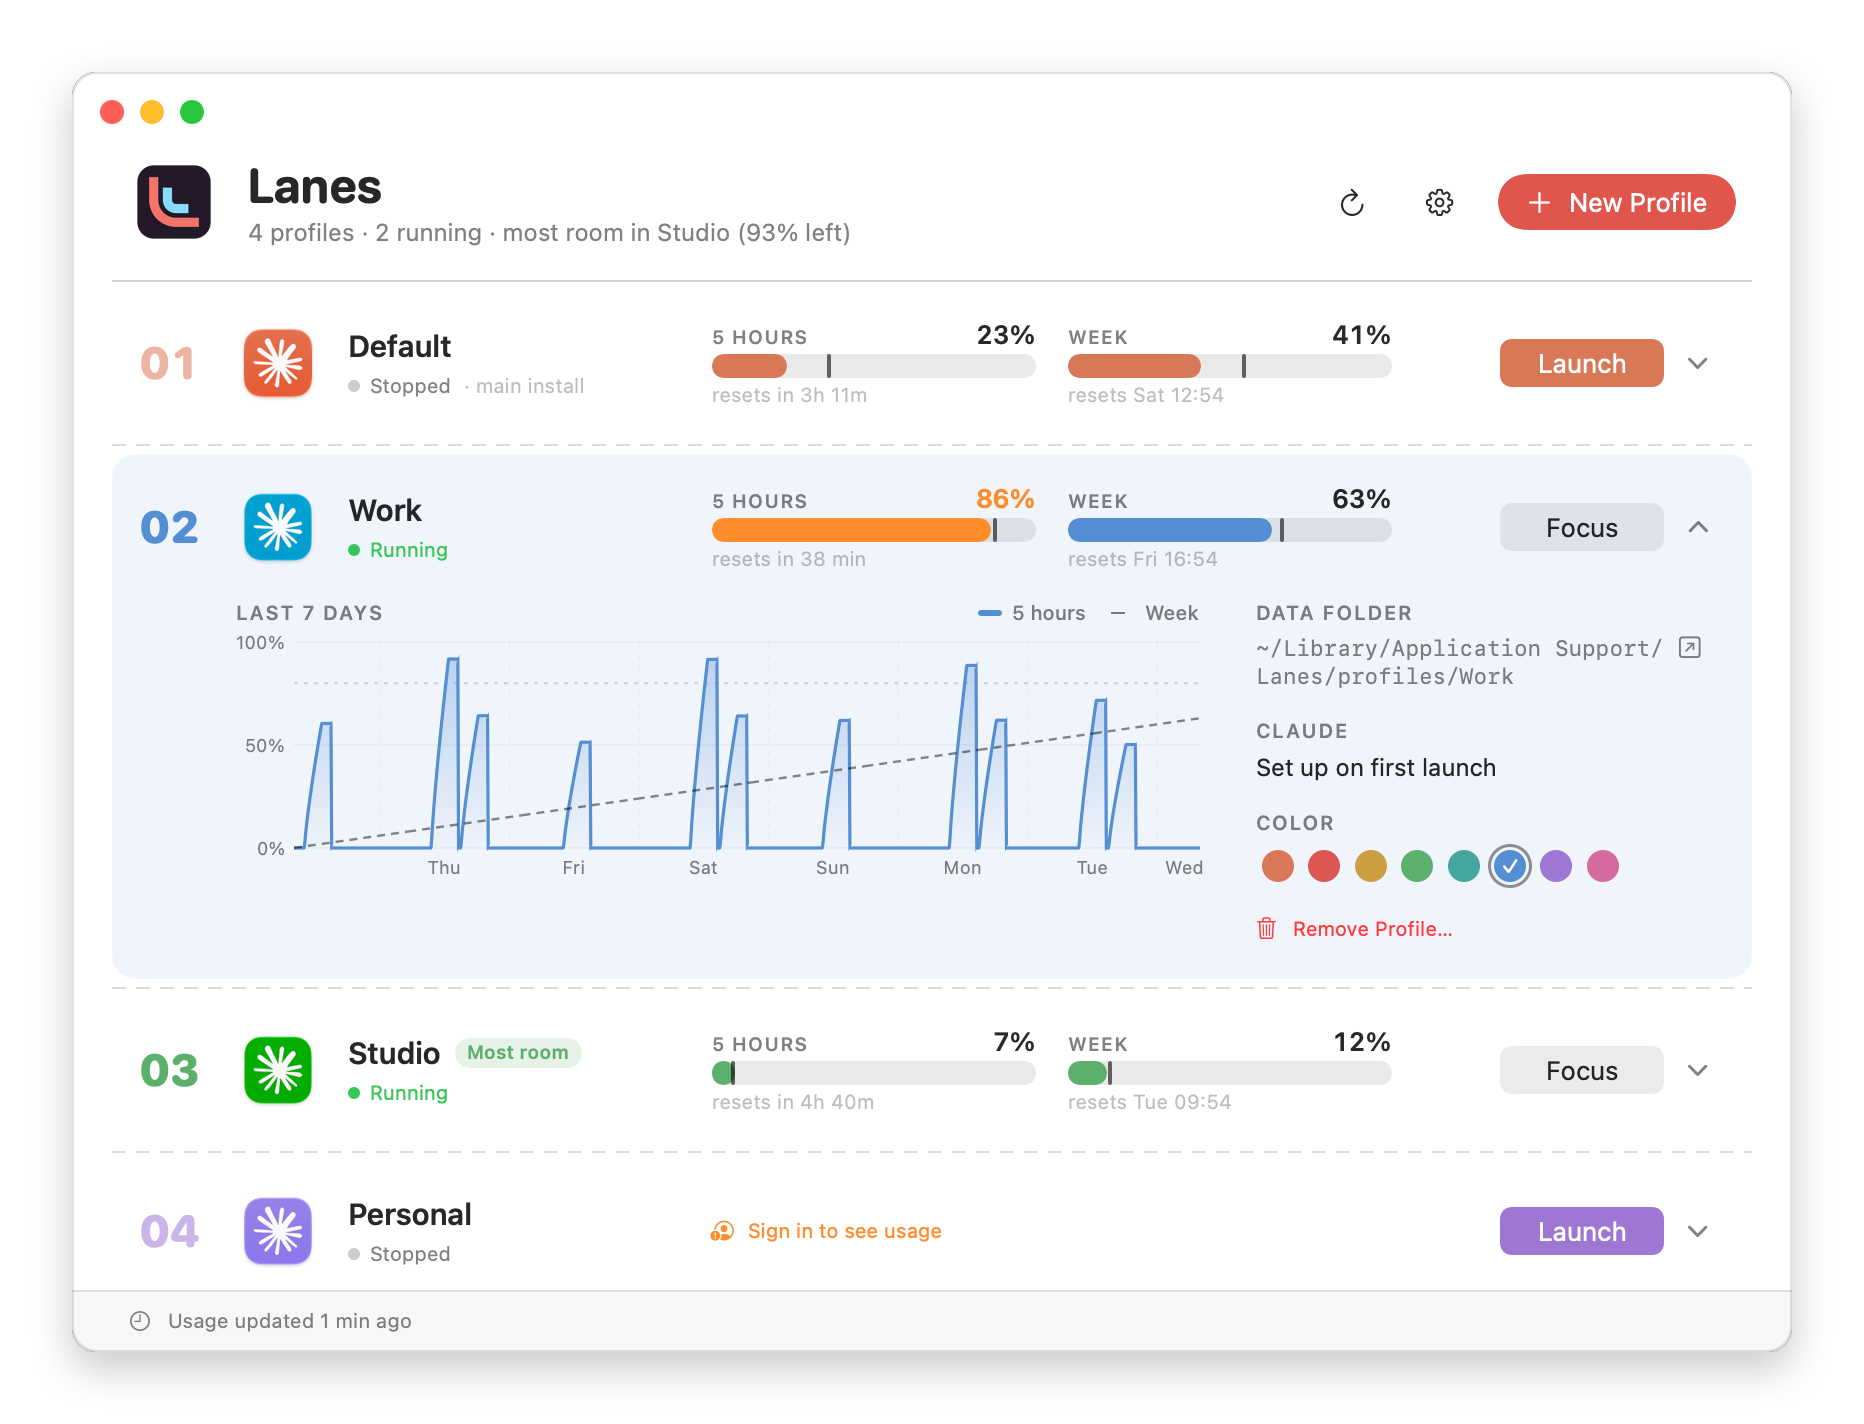 Lanes
4 profiles · 2 running · most room in Studio (93% left)
+ New Profile
01
Default
Stopped · main install
5 HOURS 23%
resets in 3h 11m
WEEK 41%
resets Sat 12:54
Launch
02
Work
Running
5 HOURS 86%
resets in 38 min
WEEK 63%
resets Fri 16:54
Focus
LAST 7 DAYS
5 hours
Week
100%
50%
0%
Thu Fri Sat Sun Mon Tue Wed
DATA FOLDER
~/Library/Application Support/
Lanes/profiles/Work
CLAUDE
Set up on first launch
COLOR
Remove Profile...
03
Studio Most room
Running
5 HOURS 7%
resets in 4h 40m
WEEK 12%
resets Tue 09:54
Focus
04
Personal
Stopped
Sign in to see usage
Launch
Usage updated 1 min ago